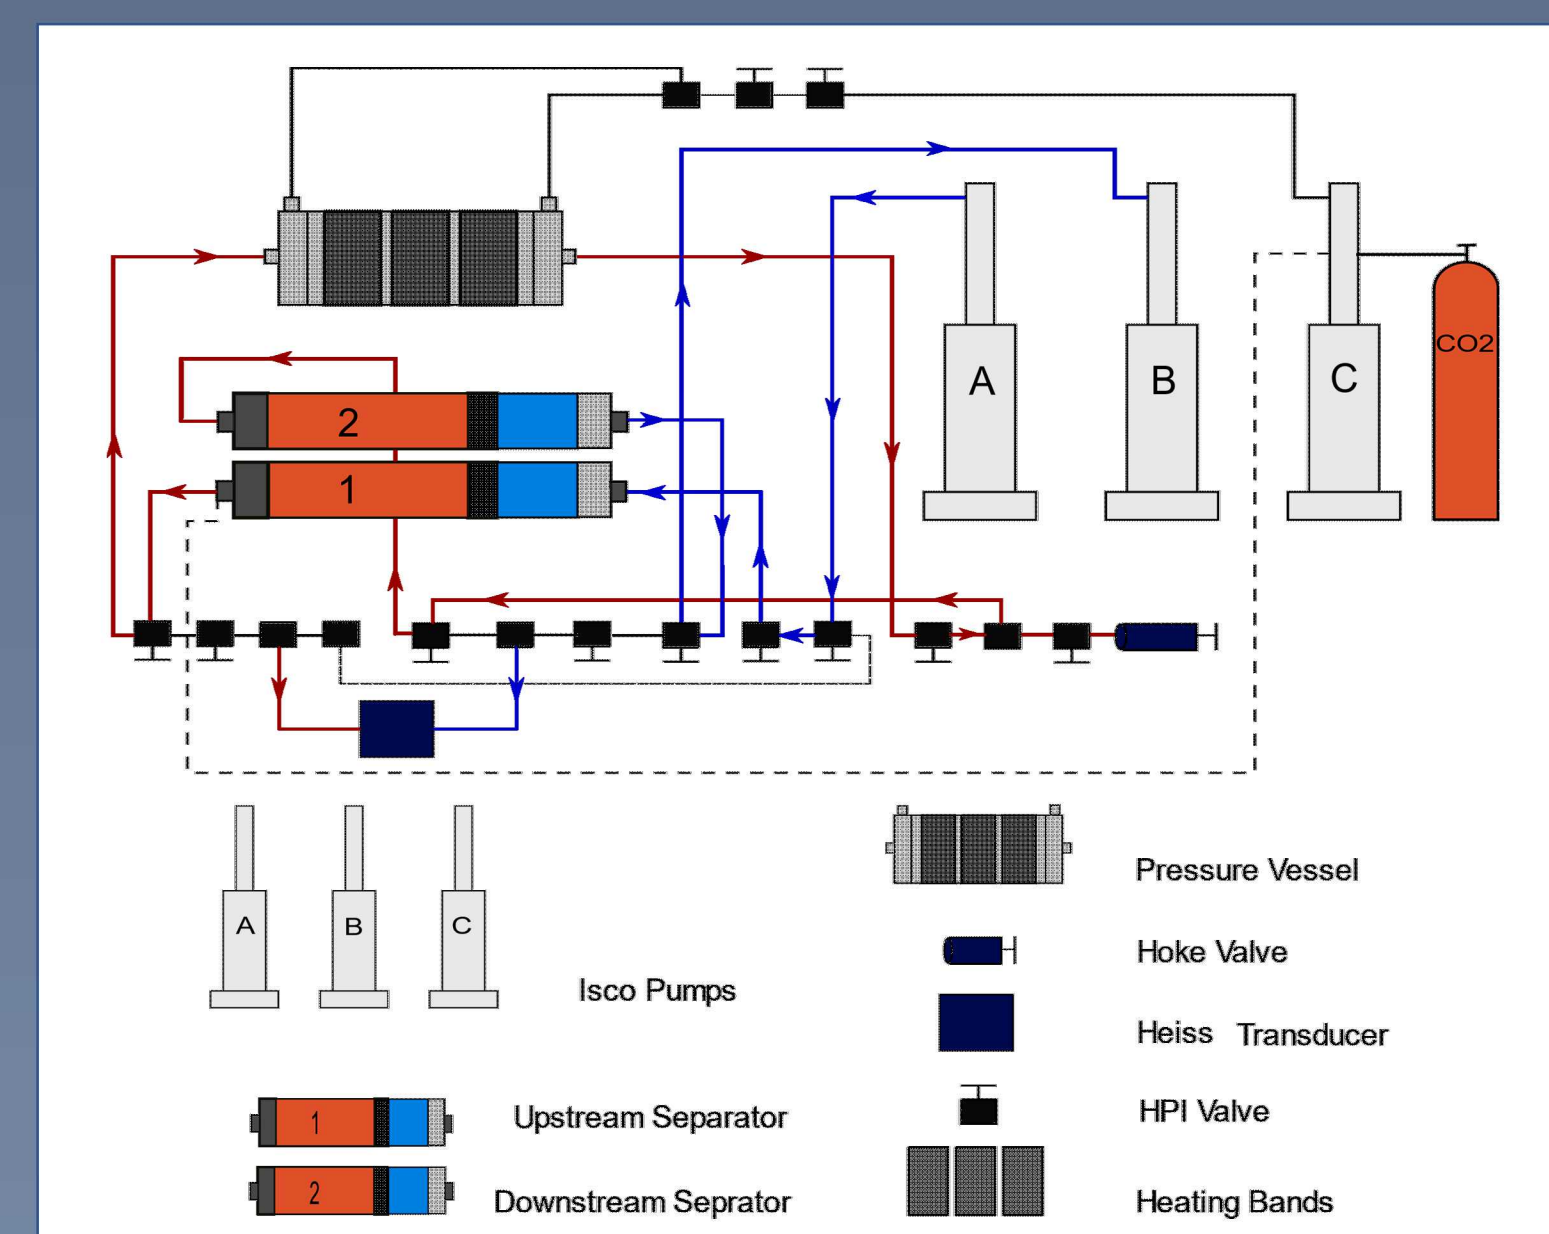 A
B
C
CO2
2
1
A
B
C
Isco Pumps
1
Upstream Separator
2
Downstream Seprator
Pressure Vessel
Hoke Valve
Heiss Transducer
HPI Valve
Heating Bands